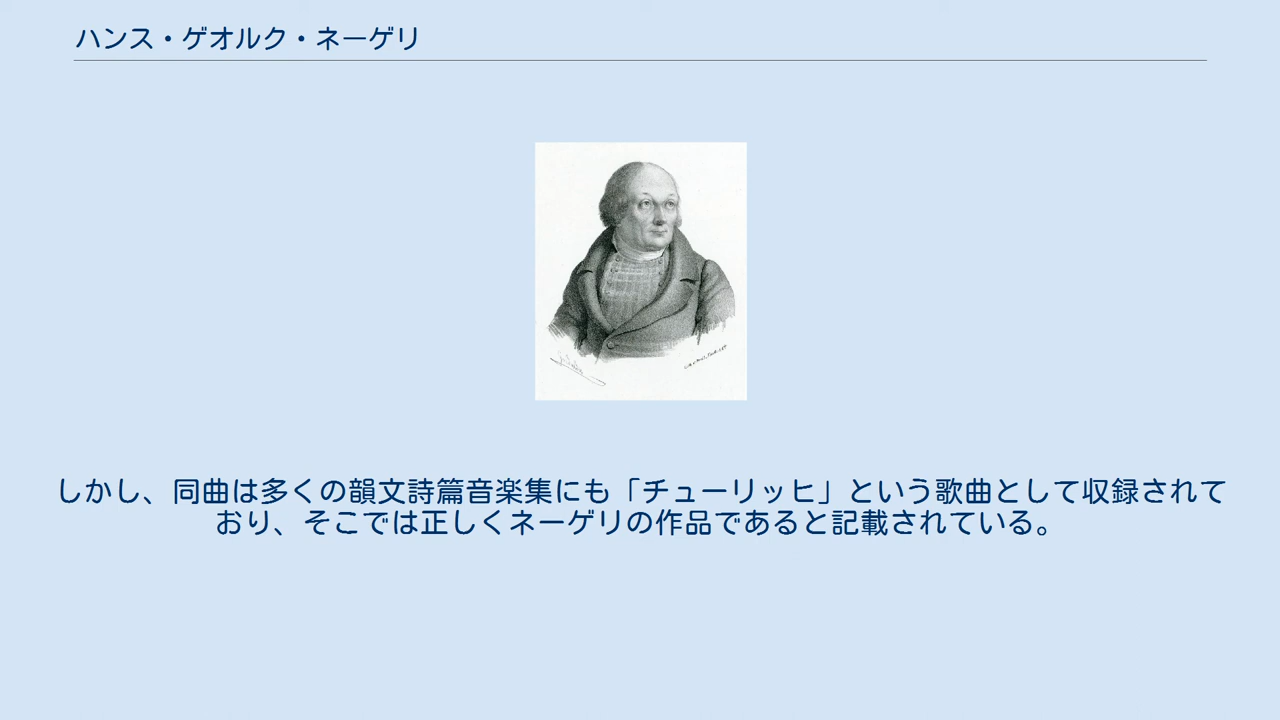 ハンス・ゲオルク・ネーゲリ
しかし、同曲は多くの韻文詩篇音楽集にも「チューリッヒ」という歌曲として収録されて
おり、そこでは正しくネーゲリの作品であると記載されている。